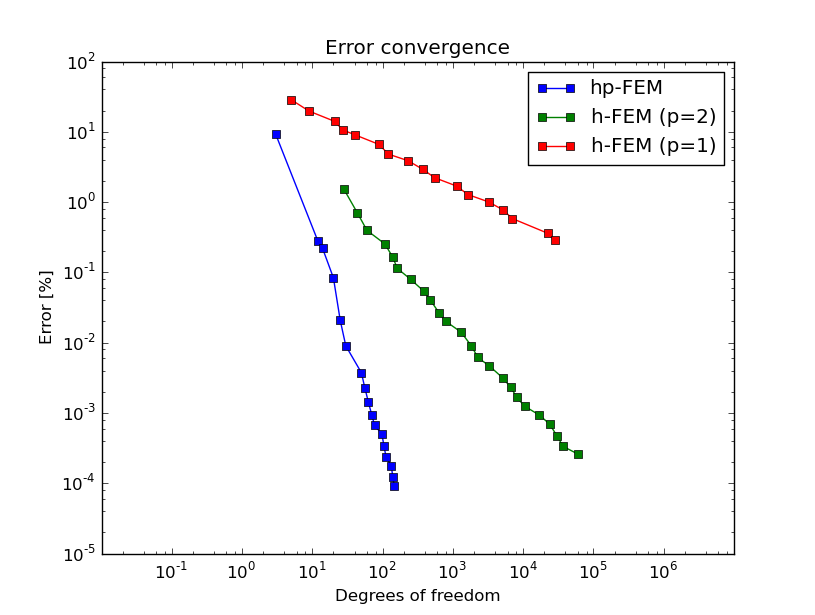 Error convergence
10^2
10^1
10^0
10^-1
10^-2
10^-3
10^-4
10^-5
Error [%]
hp-FEM
h-FEM (p=2)
h-FEM (p=1)
10^-1 10^0 10^1 10^2 10^3 10^4 10^5 10^6
Degrees of freedom